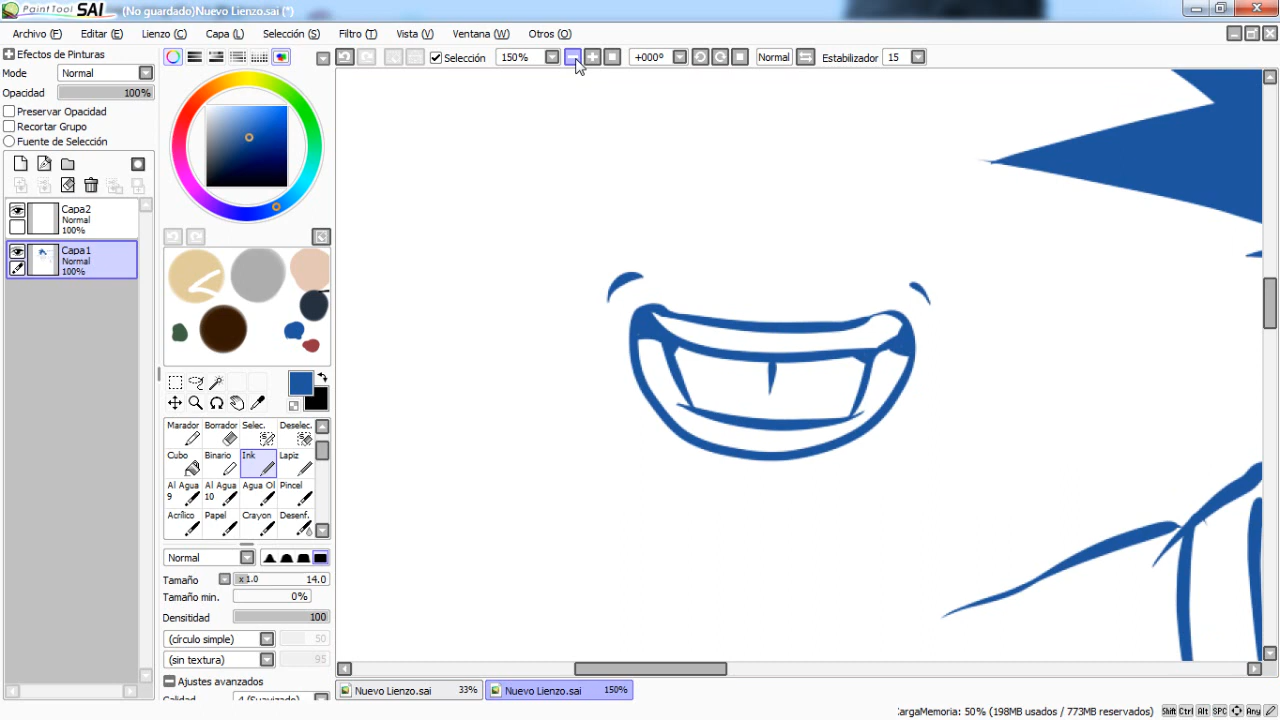 PaintTool SAI (No guardado)Nuevo Lienzo.sai (*)
Archivo (F) Editar (E) Lienzo (C) Capa (L) Selección (S) Filtro (T) Vista (V) Ventana (W) Otros (O)
Efectos de Pinturas
Mode Normal
Opacidad 100%
Preservar Opacidad
Recortar Grupo
Fuente de Selección
Capa2
Normal
100%
Capa1
Normal
100%
Selección 150% +000º Normal Estabilizador 15
Marador Borrador Selec. Deselec.
Cubo Binario Ink Lapiz
Al Agua 9 Al Agua 10 Agua Ol Pincel
Acrílico Papel Crayon Desenf.
Normal
Tamaño x1.0 14.0
Tamaño min. 0%
Densitidad 100
(círculo simple) 50
(sin textura) 95
Ajustes avanzados
Nuevo Lienzo.sai 33% Nuevo Lienzo.sai 150%
CargaMemoria: 50% (198MB usados / 773MB reservados) Shift Ctrl Alt SPC Any